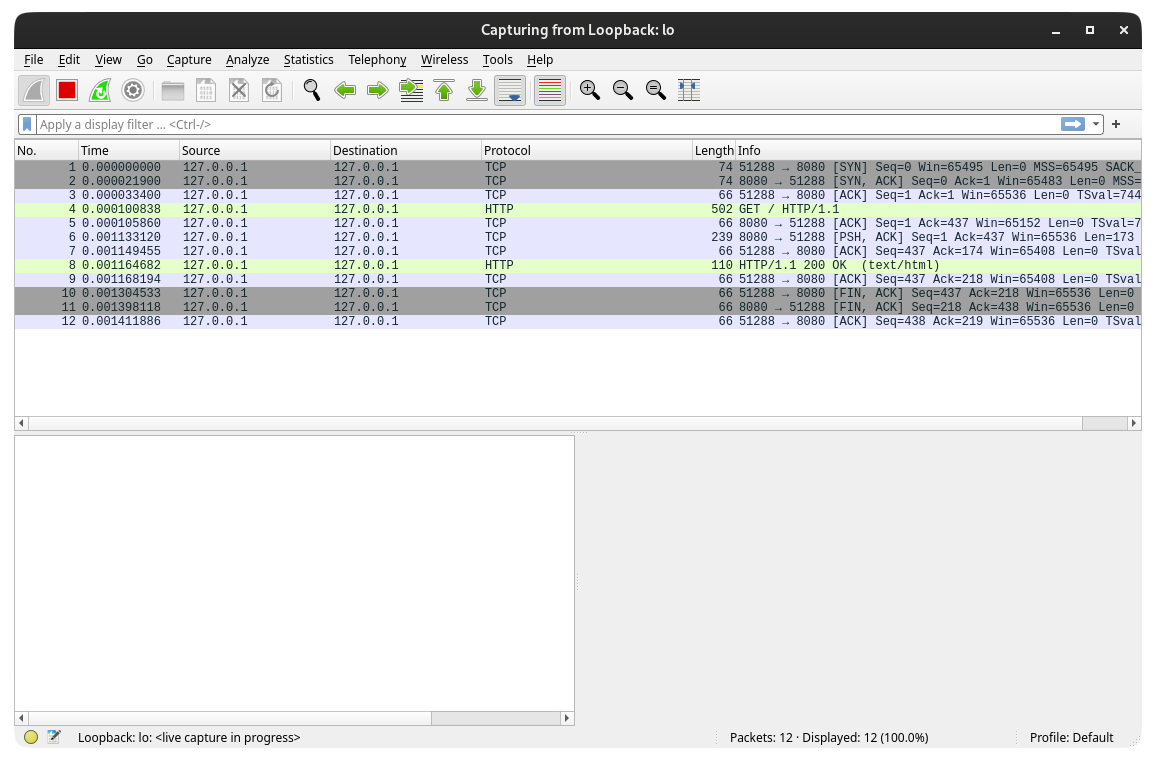 Capturing from Loopback: lo
File Edit View Go Capture Analyze Statistics Telephony Wireless Tools Help
Apply a display filter … <Ctrl-/>
No. Time Source Destination Protocol Length Info
1 0.000000000 127.0.0.1 127.0.0.1 TCP 74 51288 → 8080 [SYN] Seq=0 Win=65495 Len=0 MSS=65495 SACK_
2 0.000021900 127.0.0.1 127.0.0.1 TCP 74 8080 → 51288 [SYN, ACK] Seq=0 Ack=1 Win=65483 Len=0 MSS=
3 0.000033408 127.0.0.1 127.0.0.1 TCP 66 51288 → 8080 [ACK] Seq=1 Ack=1 Win=65536 Len=0 TSval=744
4 0.000100838 127.0.0.1 127.0.0.1 HTTP 502 GET / HTTP/1.1
5 0.000105860 127.0.0.1 127.0.0.1 TCP 66 8080 → 51288 [ACK] Seq=1 Ack=437 Win=65152 Len=0 TSval=7
6 0.001133120 127.0.0.1 127.0.0.1 TCP 239 8080 → 51288 [PSH, ACK] Seq=1 Ack=437 Win=65536 Len=173
7 0.001149455 127.0.0.1 127.0.0.1 TCP 66 51288 → 8080 [ACK] Seq=437 Ack=174 Win=65408 Len=0 TSval
8 0.001164682 127.0.0.1 127.0.0.1 HTTP 110 HTTP/1.1 200 OK (text/html)
9 0.001168194 127.0.0.1 127.0.0.1 TCP 66 51288 → 8080 [ACK] Seq=437 Ack=218 Win=65408 Len=0 TSval
10 0.001304533 127.0.0.1 127.0.0.1 TCP 66 51288 → 8080 [FIN, ACK] Seq=437 Ack=218 Win=65536 Len=0
11 0.001398118 127.0.0.1 127.0.0.1 TCP 66 8080 → 51288 [FIN, ACK] Seq=218 Ack=438 Win=65536 Len=0
12 0.001411886 127.0.0.1 127.0.0.1 TCP 66 51288 → 8080 [ACK] Seq=438 Ack=219 Win=65536 Len=0 TSval
Loopback: lo: <live capture in progress> Packets: 12 · Displayed: 12 (100.0%) Profile: Default